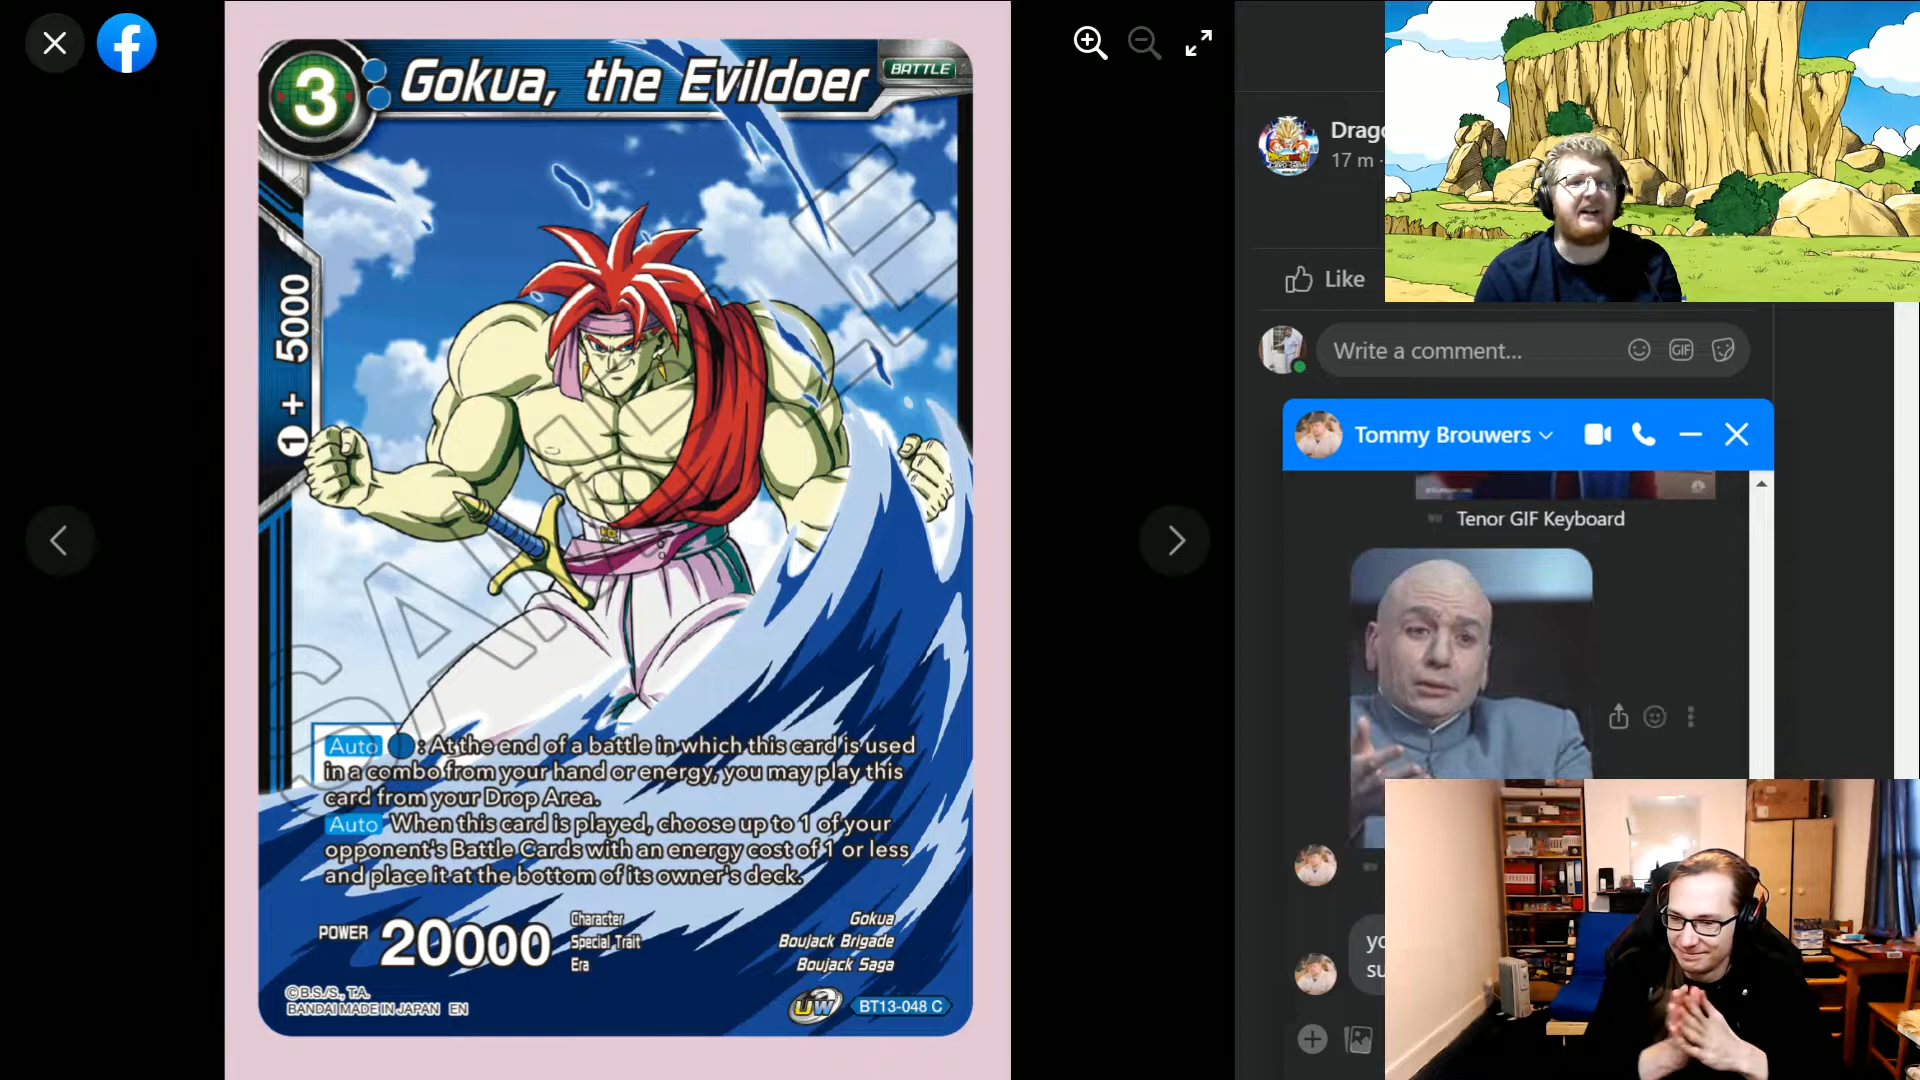 3
Gokua, the Evildoer
BATTLE
1 + 5000
SAMPLE
Auto : At the end of a battle in which this card is used
in a combo from your hand or energy, you may play this
card from your Drop Area.
Auto When this card is played, choose up to 1 of your
opponent's Battle Cards with an energy cost of 1 or less
and place it at the bottom of its owner's deck.
POWER 20000
Character Gokua
Special Trait Boujack Brigade
Era Boujack Saga
©B.S./S., T.A.
BANDAI MADE IN JAPAN EN
UW BT13-048 C
Drago
17 m ·
Like
Write a comment...
GIF
Tommy Brouwers
Tenor GIF Keyboard
yo
su